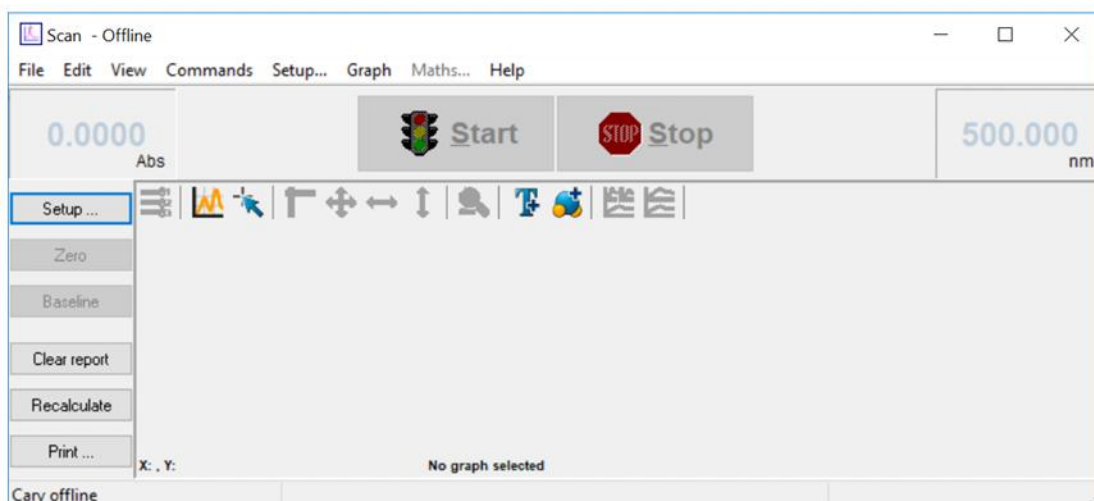 Scan - Offline
File Edit View Commands Setup... Graph Maths... Help
0.0000
Abs
Start
STOP Stop
500.000
nm
Setup ...
Zero
Baseline
Clear report
Recalculate
Print ...
X: , Y:
No graph selected
Cary offline